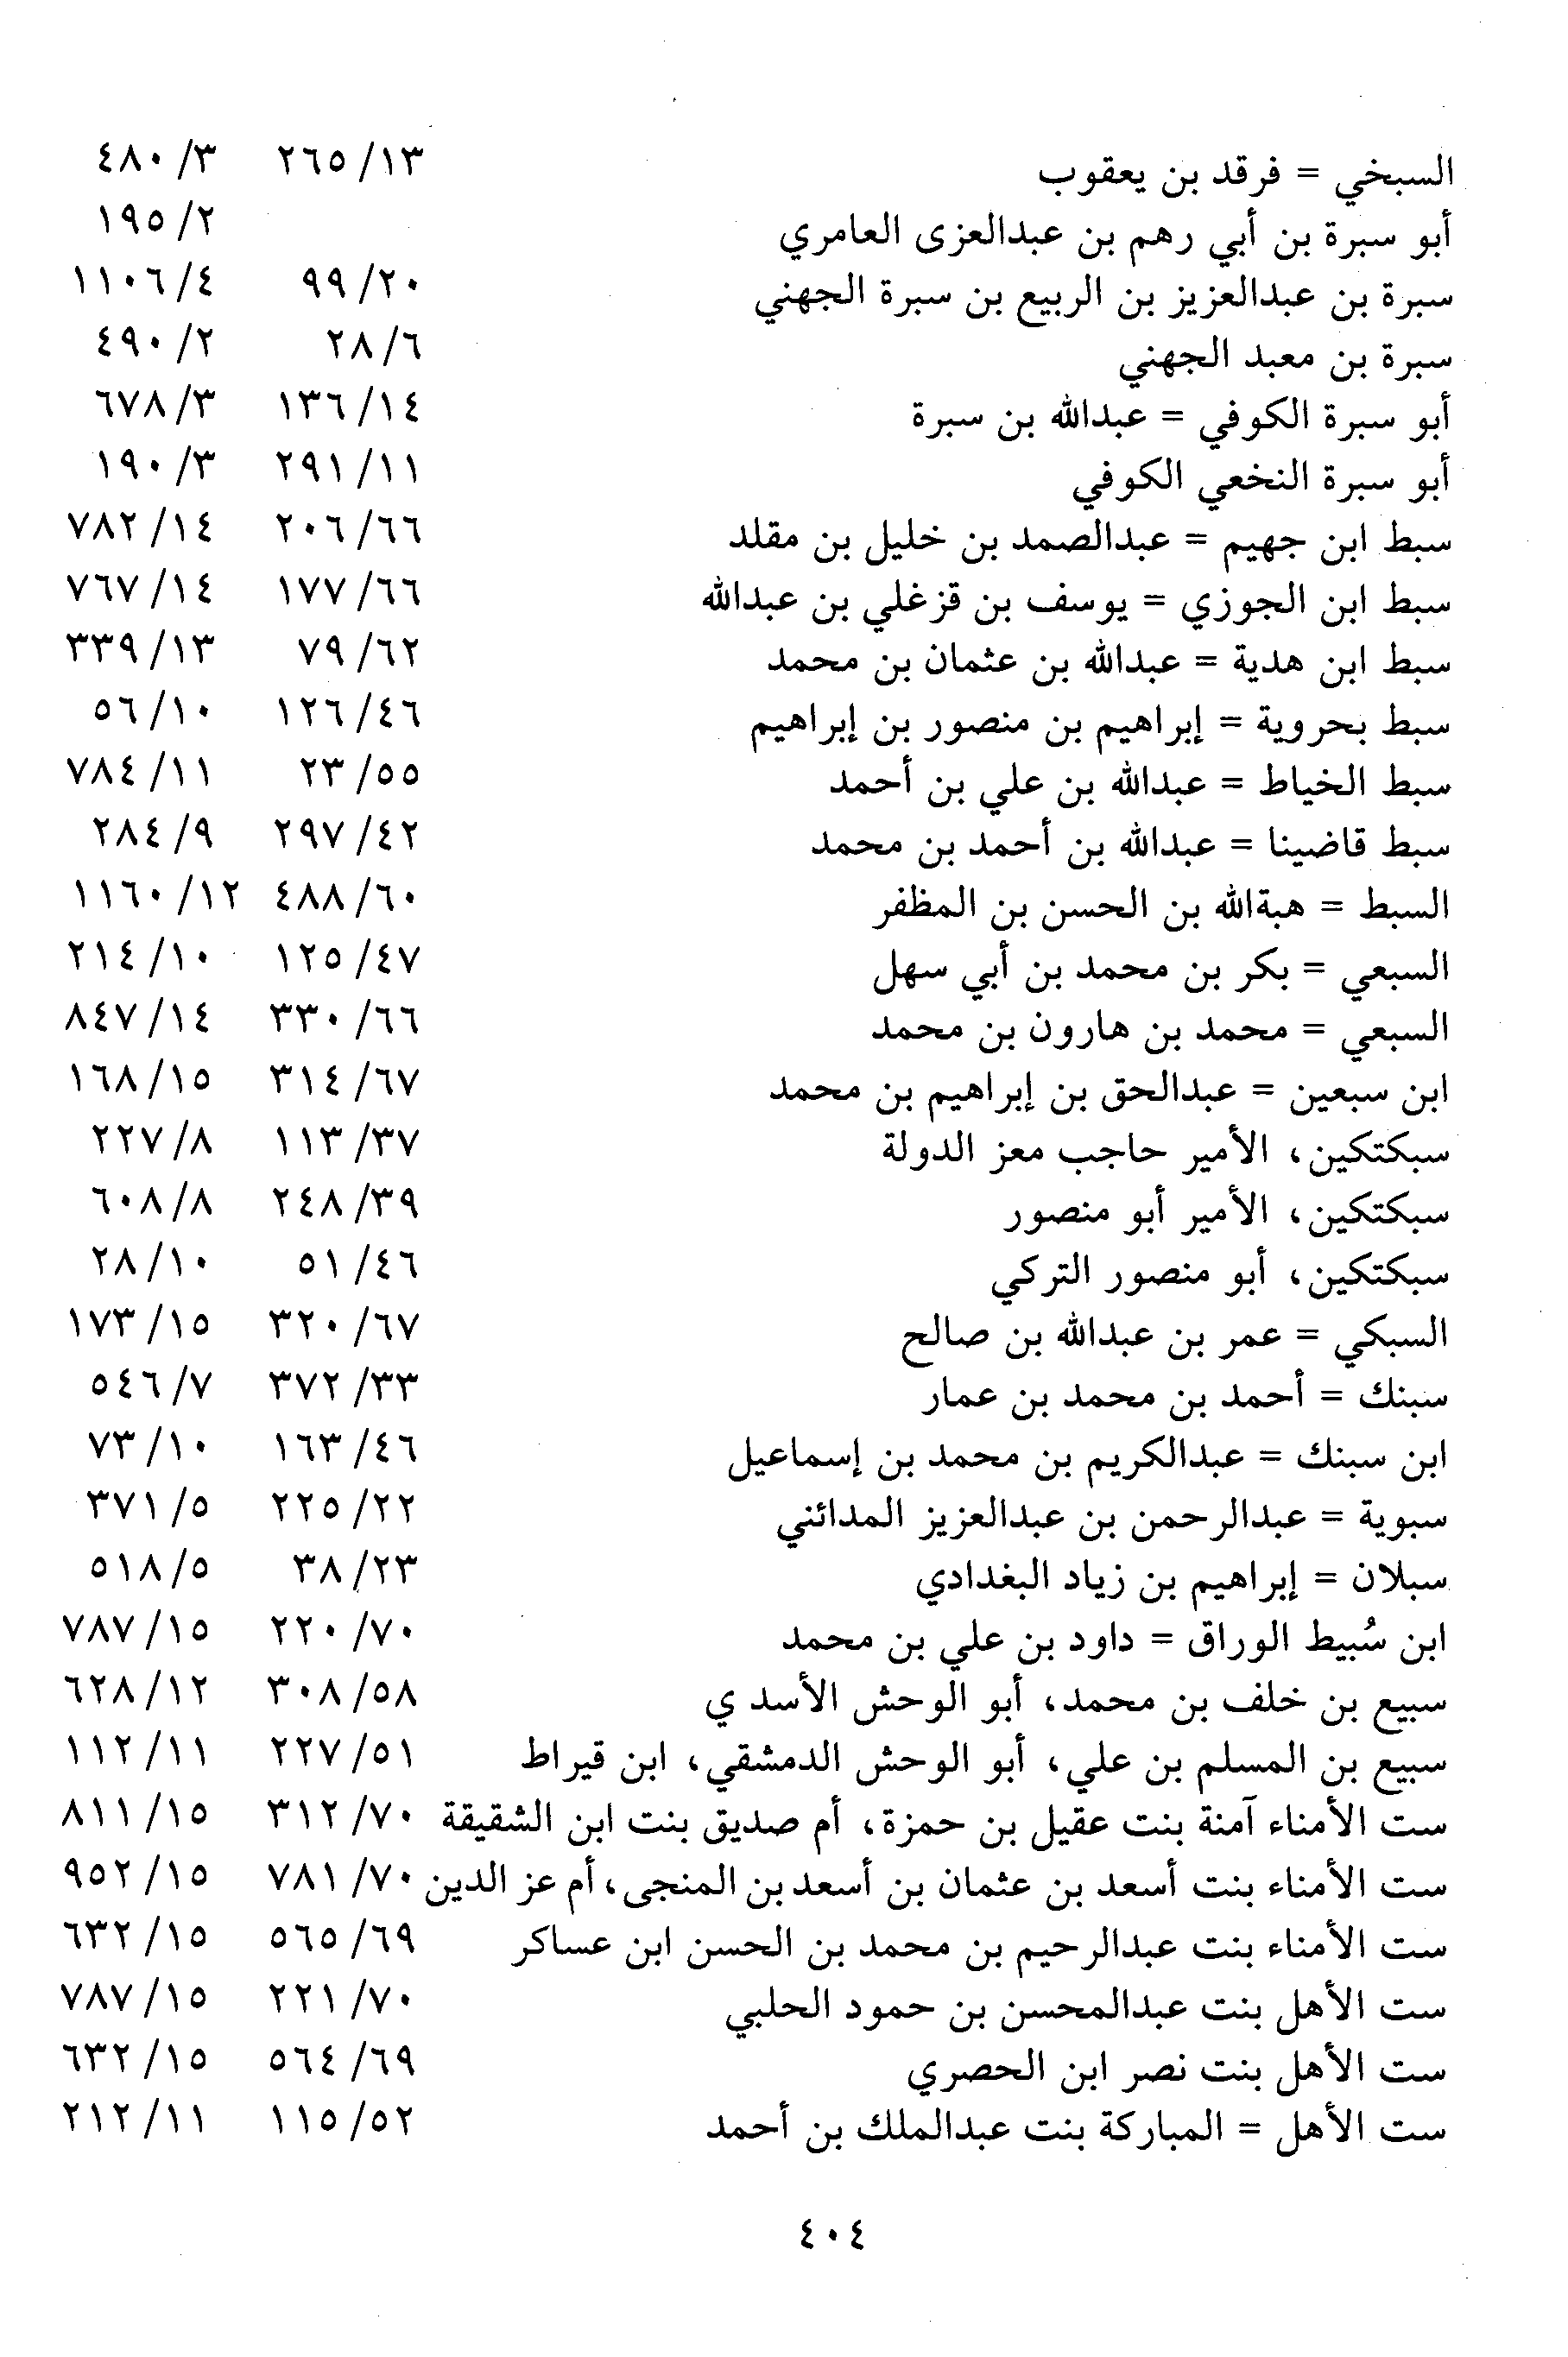 السبخي = فرقد بن يعقوب ١٣/ ٢٦٥ ٣/ ٤٨٠
أبو سبرة بن أبي رهم بن عبدالعزى العامري ٢/ ١٩٥
سبرة بن عبدالعزيز بن الربيع بن سبرة الجهني ٢٠/ ٩٩ ٤/ ١١٠٦
سبرة بن معبد الجهني ٦/ ٢٨ ٢/ ٤٩٠
أبو سبرة الكوفي = عبدالله بن سبرة ١٤/ ١٣٦ ٣/ ٦٧٨
أبو سبرة النخعي الكوفي ١١/ ٢٩١ ٣/ ١٩٠
سبط ابن جهيم = عبدالصمد بن خليل بن مقلد ٦٦/ ٢٠٦ ١٤/ ٧٨٢
سبط ابن الجوزي = يوسف بن قزغلي بن عبدالله ٦٦/ ١٧٧ ١٤/ ٧٦٧
سبط ابن هدية = عبدالله بن عثمان بن محمد ٦٢/ ٧٩ ١٣/ ٣٣٩
سبط بحروية = إبراهيم بن منصور بن إبراهيم ٤٦/ ١٢٦ ١٠/ ٥٦
سبط الخياط = عبدالله بن علي بن أحمد ٥٥/ ٢٣ ١١/ ٧٨٤
سبط قاضينا = عبدالله بن أحمد بن محمد ٤٢/ ٢٩٧ ٩/ ٢٨٤
السبط = هبةالله بن الحسن بن المظفر ٦٠/ ٤٨٨ ١٢/ ١١٦٠
السبعي = بكر بن محمد بن أبي سهل ٤٧/ ١٢٥ ١٠/ ٢١٤
السبعي = محمد بن هارون بن محمد ٦٦/ ٣٣٠ ١٤/ ٨٤٧
ابن سبعين = عبدالحق بن إبراهيم بن محمد ٦٧/ ٣١٤ ١٥/ ١٦٨
سبكتكين، الأمير حاجب معز الدولة ٣٧/ ١١٣ ٨/ ٢٢٧
سبكتكين، الأمير أبو منصور ٣٩/ ٢٤٨ ٨/ ٦٠٨
سبكتكين، أبو منصور التركي ٤٦/ ٥١ ١٠/ ٢٨
السبكي = عمر بن عبدالله بن صالح ٦٧/ ٣٢٠ ١٥/ ١٧٣
سبنك = أحمد بن محمد بن عمار ٣٣/ ٣٧٢ ٧/ ٥٤٦
ابن سبنك = عبدالكريم بن محمد بن إسماعيل ٤٦/ ١٦٣ ١٠/ ٧٣
سبوية = عبدالرحمن بن عبدالعزيز المدائني ٢٢/ ٢٢٥ ٥/ ٣٧١
سبلان = إبراهيم بن زياد البغدادي ٢٣/ ٣٨ ٥/ ٥١٨
ابن سُبيط الوراق = داود بن علي بن محمد ٧٠/ ٢٢٠ ١٥/ ٧٨٧
سبيع بن خلف بن محمد، أبو الوحش الأسد ي ٥٨/ ٣٠٨ ١٢/ ٦٢٨
سبيع بن المسلم بن علي، أبو الوحش الدمشقي، ابن قيراط ٥١/ ٢٢٧ ١١/ ١١٢
ست الأمناء آمنة بنت عقيل بن حمزة، أم صديق بنت ابن الشقيقة ٧٠/ ٣١٢ ١٥/ ٨١١
ست الأمناء بنت أسعد بن عثمان بن أسعد بن المنجى، أم عز الدين ٧٠/ ٧٨١ ١٥/ ٩٥٢
ست الأمناء بنت عبدالرحيم بن محمد بن الحسن ابن عساكر ٦٩/ ٥٦٥ ١٥/ ٦٣٢
ست الأهل بنت عبدالمحسن بن حمود الحلبي ٧٠/ ٢٢١ ١٥/ ٧٨٧
ست الأهل بنت نصر ابن الحصري ٦٩/ ٥٦٤ ١٥/ ٦٣٢
ست الأهل = المباركة بنت عبدالملك بن أحمد ٥٢/ ١١٥ ١١/ ٢١٢
٤٠٤